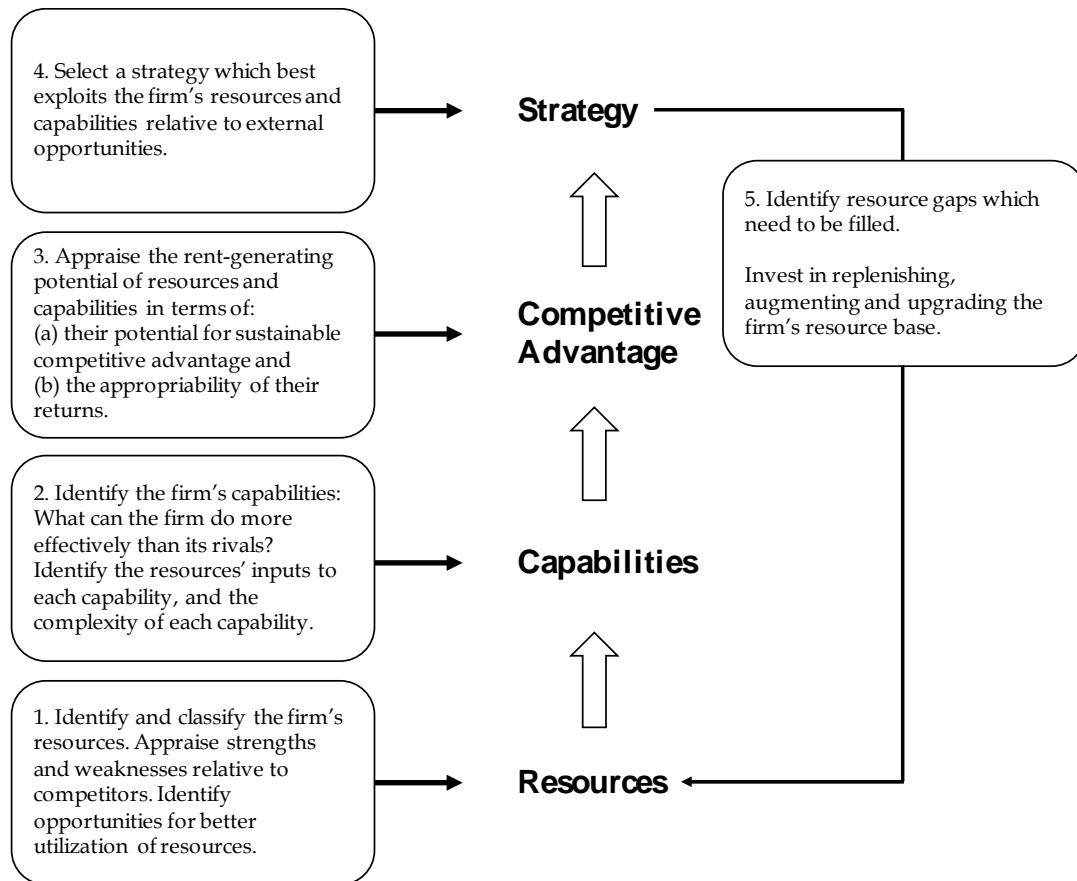 4. Select a strategy which best
exploits the firm's resources and
capabilities relative to external
opportunities.
Strategy
5. Identify resource gaps which
need to be filled.
Invest in replenishing,
augmenting and upgrading the
firm's resource base.
3. Appraise the rent-generating
potential of resources and
capabilities in terms of:
(a) their potential for sustainable
competitive advantage and
(b) the appropriability of their
returns.
Competitive
Advantage
2. Identify the firm's capabilities:
What can the firm do more
effectively than its rivals?
Identify the resources' inputs to
each capability, and the
complexity of each capability.
Capabilities
1. Identify and classify the firm's
resources. Appraise strengths
and weaknesses relative to
competitors. Identify
opportunities for better
utilization of resources.
Resources